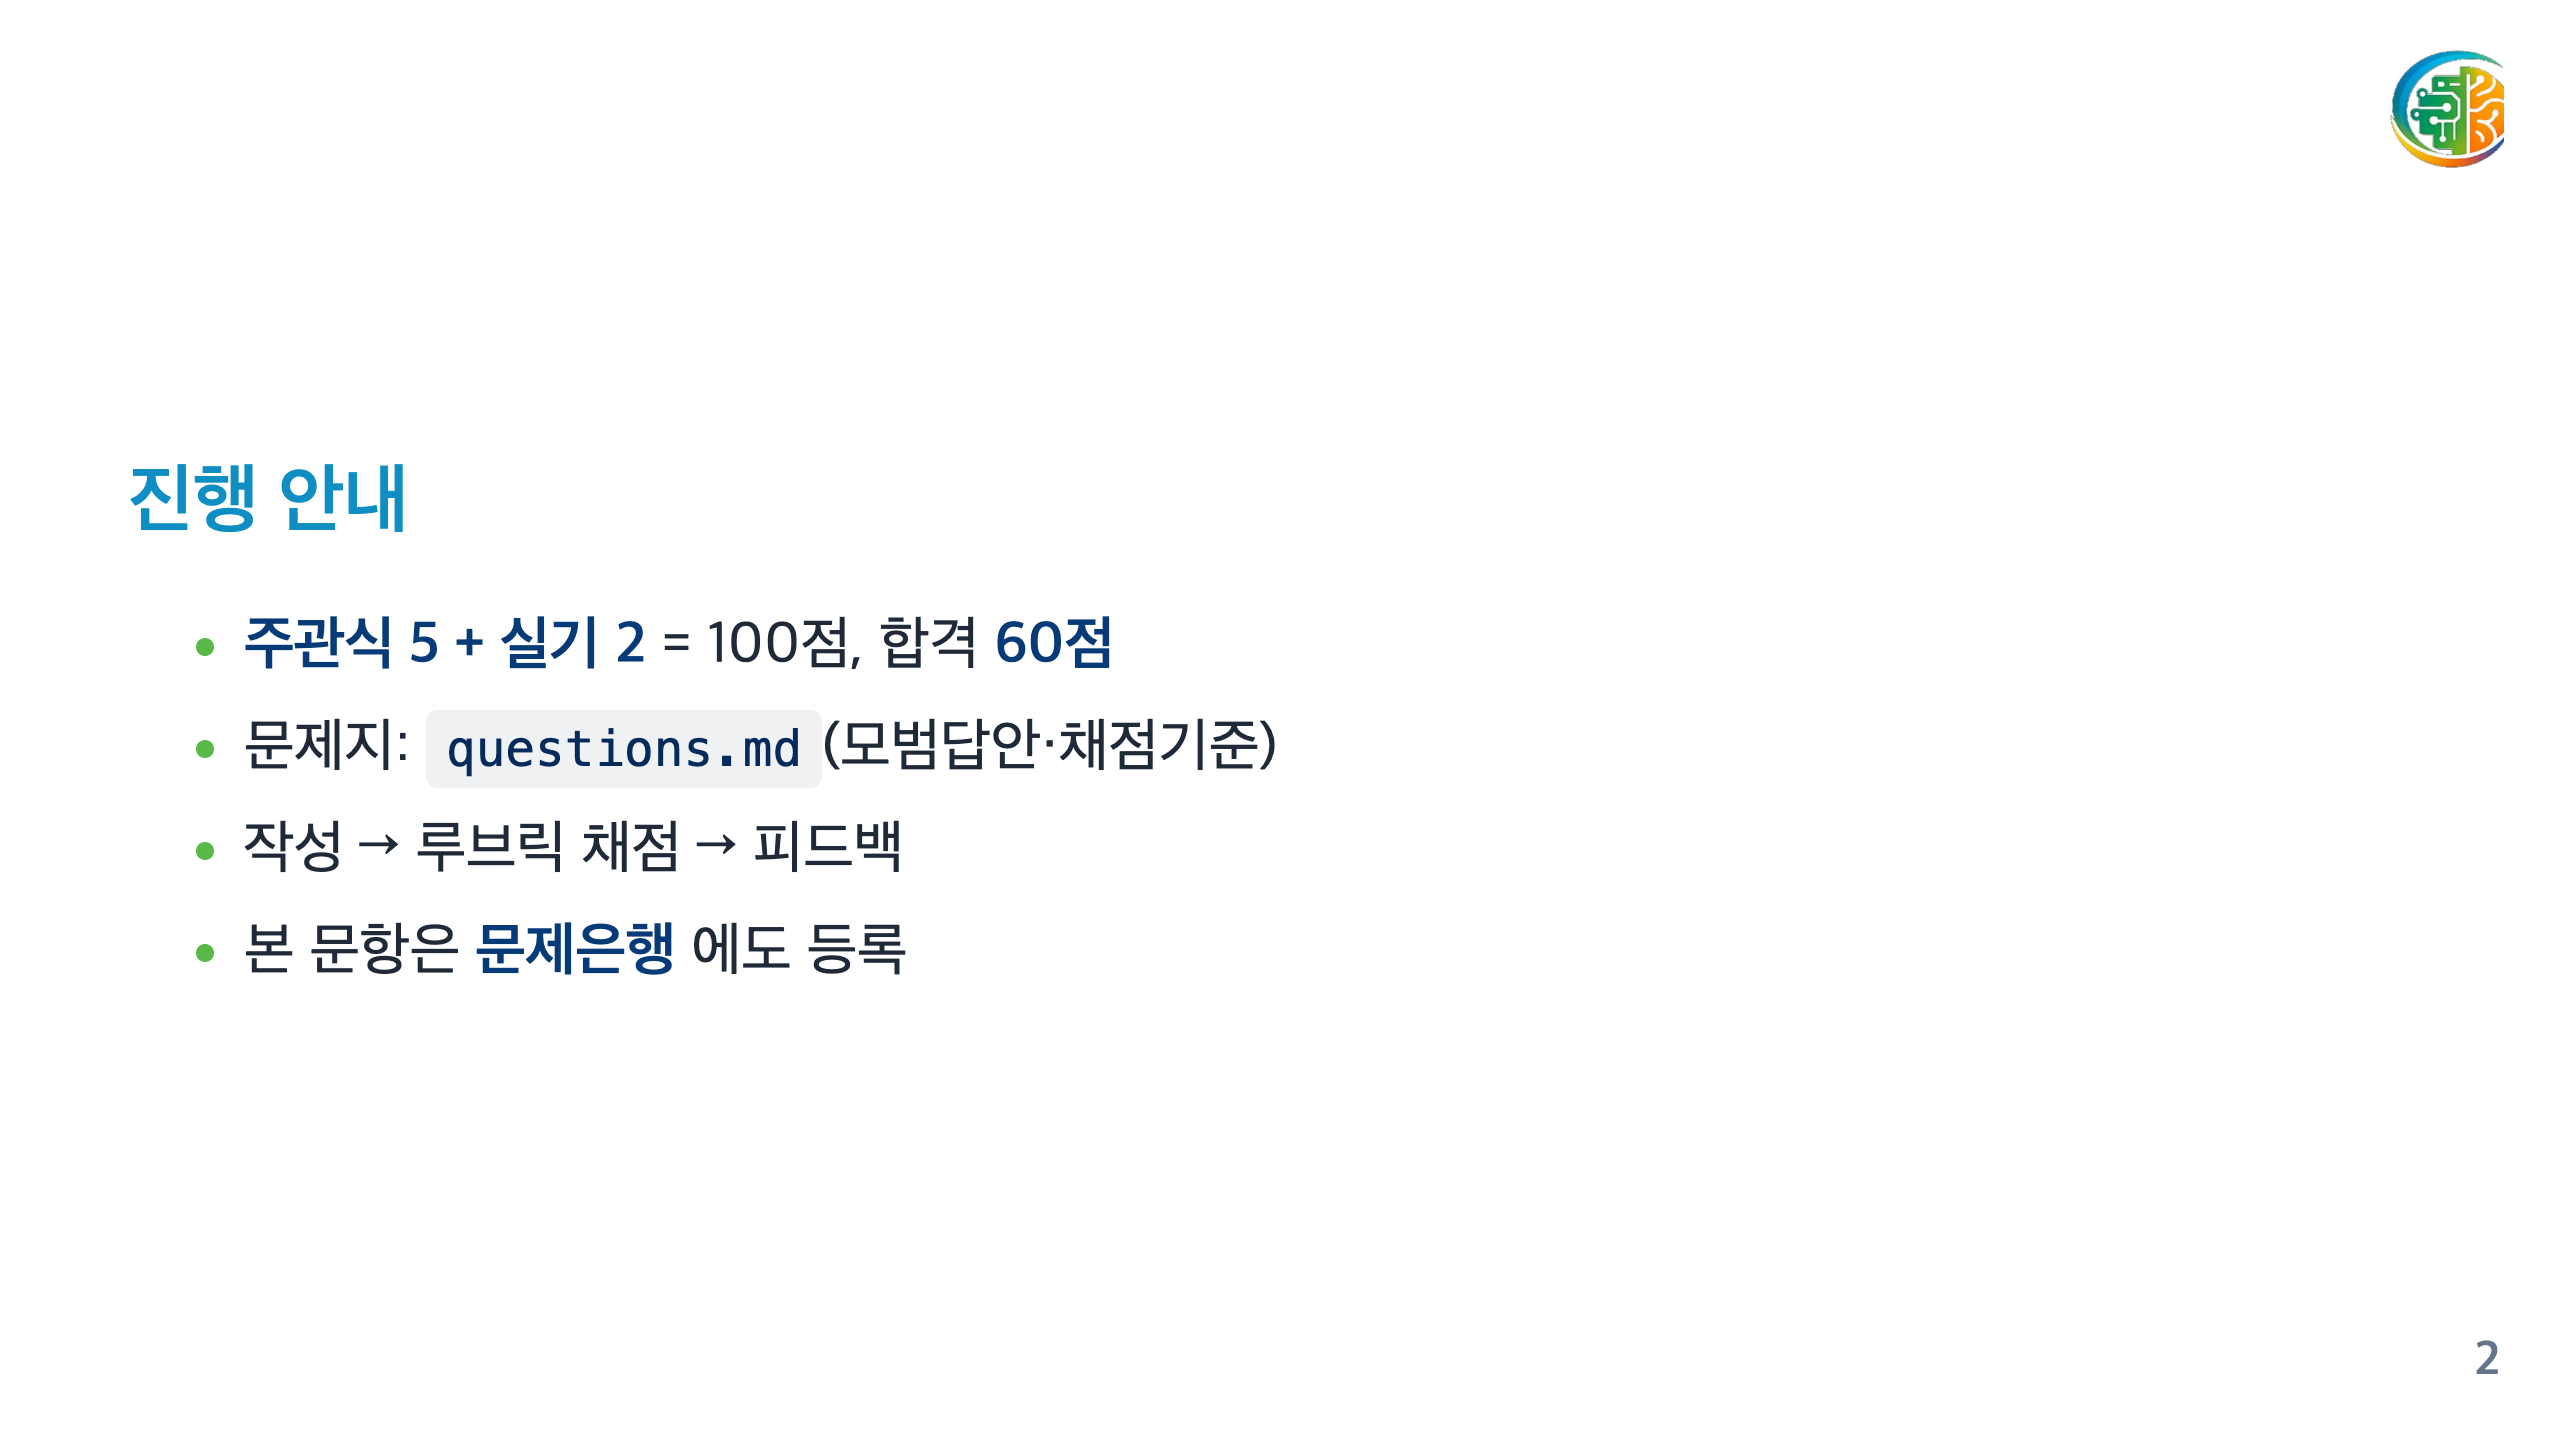 진행 안내
주관식 5 + 실기 2 = 100점, 합격 60점
문제지: questions.md (모범답안·채점기준)
작성 → 루브릭 채점 → 피드백
본 문항은 문제은행 에도 등록
2